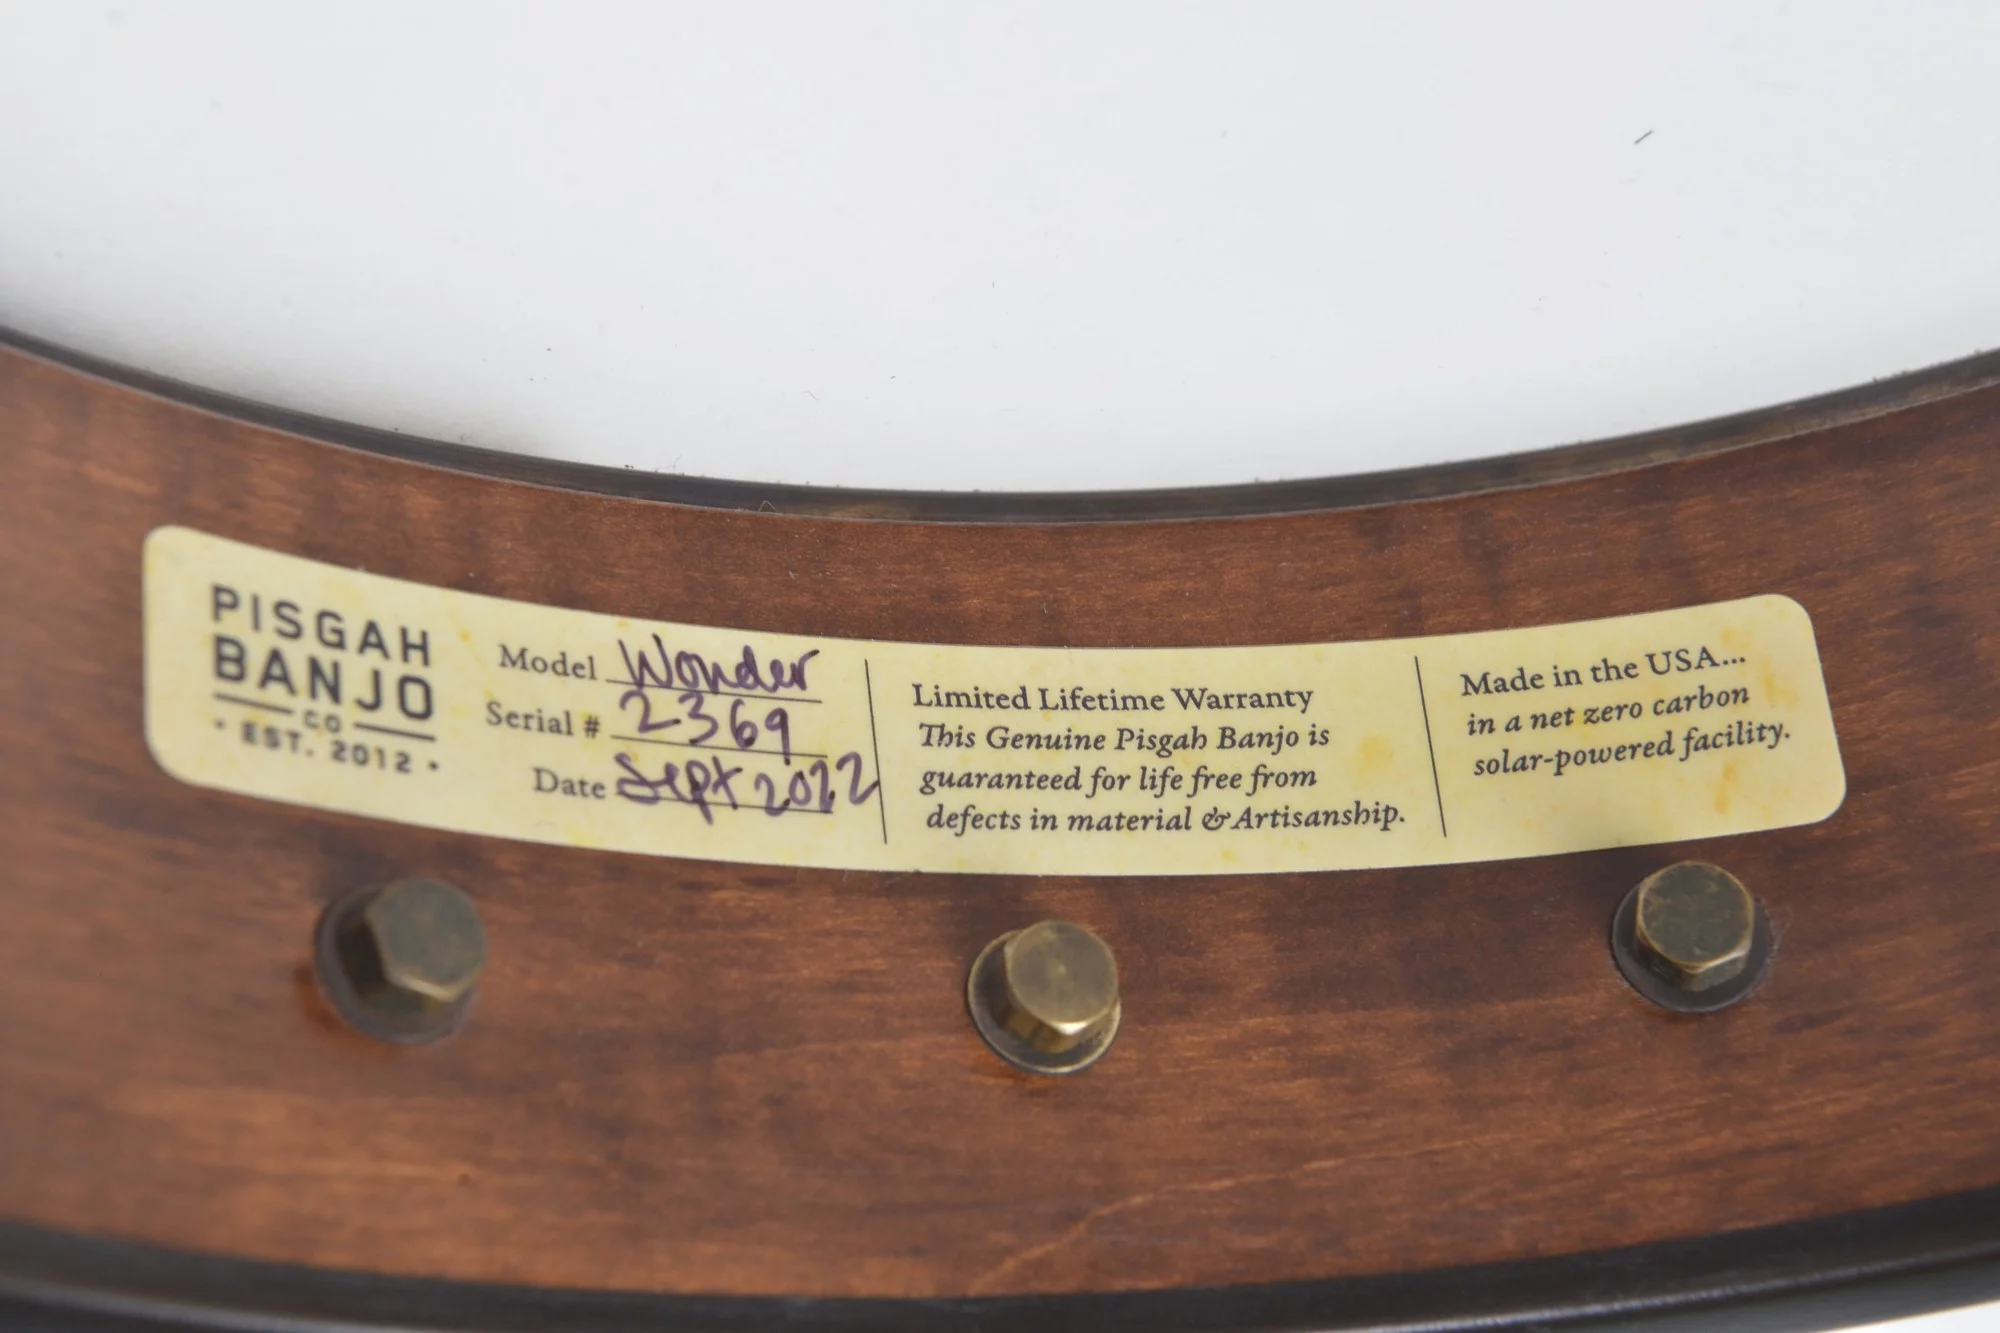 PISGAH
BANJO
CO
• EST. 2012 •
Model Wonder
Serial # 2369
Date Sept 2022
Limited Lifetime Warranty
This Genuine Pisgah Banjo is
guaranteed for life free from
defects in material & Artisanship.
Made in the USA...
in a net zero carbon
solar-powered facility.